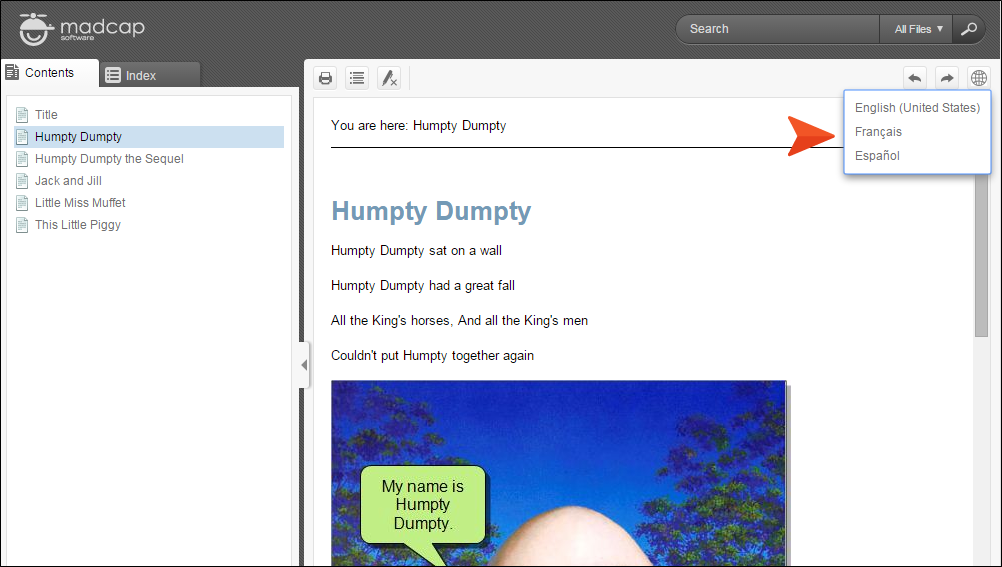 madcap
software
Search
All Files
Contents
Index
Title
Humpty Dumpty
Humpty Dumpty the Sequel
Jack and Jill
Little Miss Muffet
This Little Piggy
English (United States)
Français
Español
You are here: Humpty Dumpty
Humpty Dumpty
Humpty Dumpty sat on a wall
Humpty Dumpty had a great fall
All the King's horses, And all the King's men
Couldn't put Humpty together again
My name is
Humpty
Dumpty.